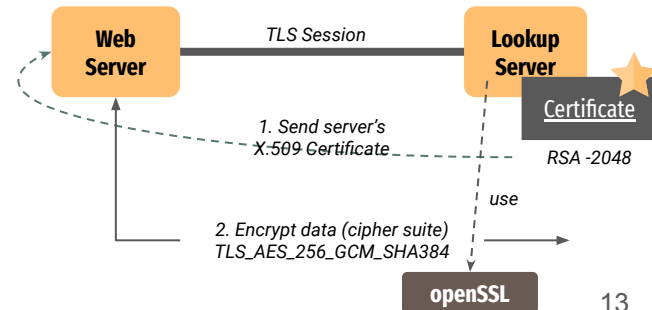 Web
Server
TLS Session
Lookup
Server
Certificate
1. Send server's
X.509 Certificate
RSA -2048
use
2. Encrypt data (cipher suite)
TLS_AES_256_GCM_SHA384
openSSL
13